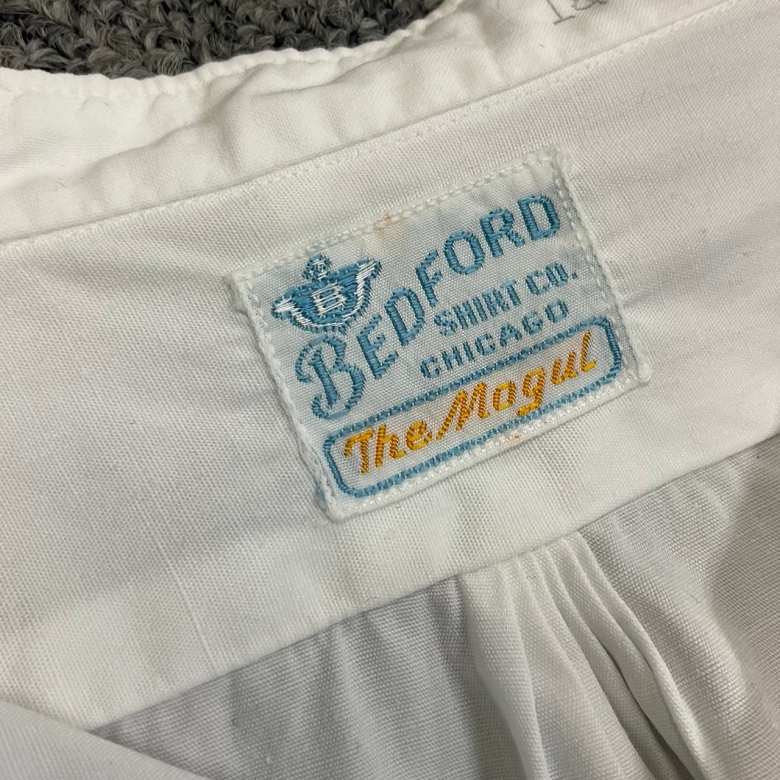 B
BEDFORD
SHIRT CO.
CHICAGO
The Mogul